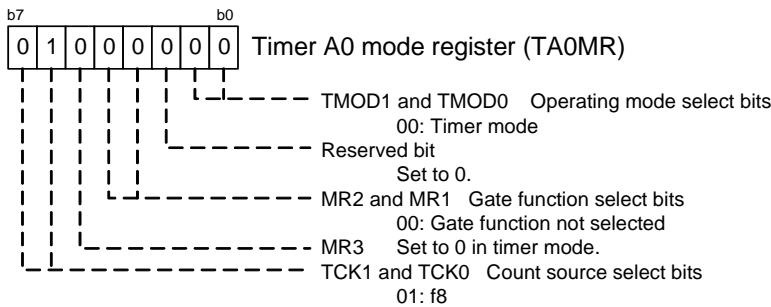 b7 b0
0 1 0 0 0 0 0 0 Timer A0 mode register (TA0MR)
TMOD1 and TMOD0 Operating mode select bits
00: Timer mode
Reserved bit
Set to 0.
MR2 and MR1 Gate function select bits
00: Gate function not selected
MR3 Set to 0 in timer mode.
TCK1 and TCK0 Count source select bits
01: f8